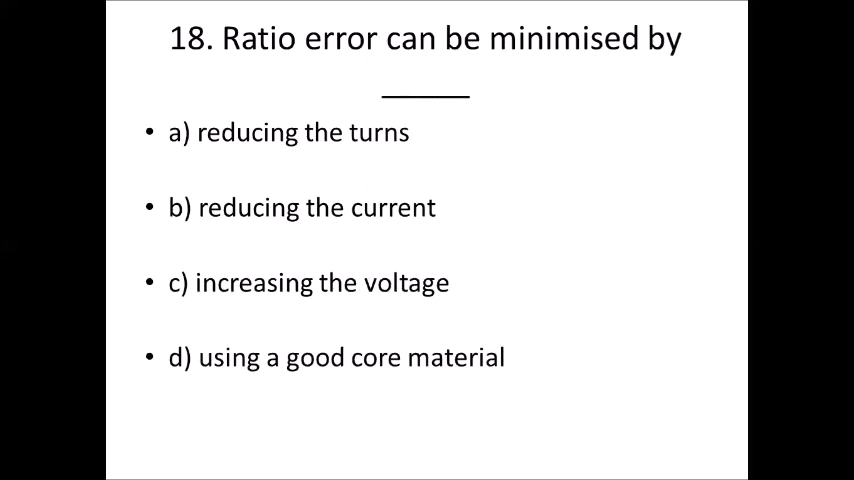 18. Ratio error can be minimised by
______
• a) reducing the turns
• b) reducing the current
• c) increasing the voltage
• d) using a good core material